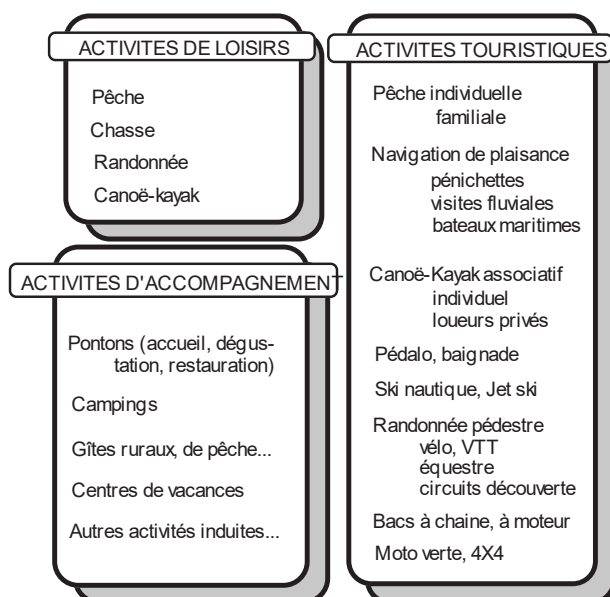 ACTIVITES DE LOISIRS
Pêche
Chasse
Randonnée
Canoë-kayak
ACTIVITES D'ACCOMPAGNEMENT
Pontons (accueil, dégus-
tation, restauration)
Campings
Gîtes ruraux, de pêche...
Centres de vacances
Autres activités induites...
ACTIVITES TOURISTIQUES
Pêche individuelle
familiale
Navigation de plaisance
pénichettes
visites fluviales
bateaux maritimes
Canoë-Kayak associatif
individuel
loueurs privés
Pédalo, baignade
Ski nautique, Jet ski
Randonnée pédestre
vélo, VTT
équestre
circuits découverte
Bacs à chaine, à moteur
Moto verte, 4X4